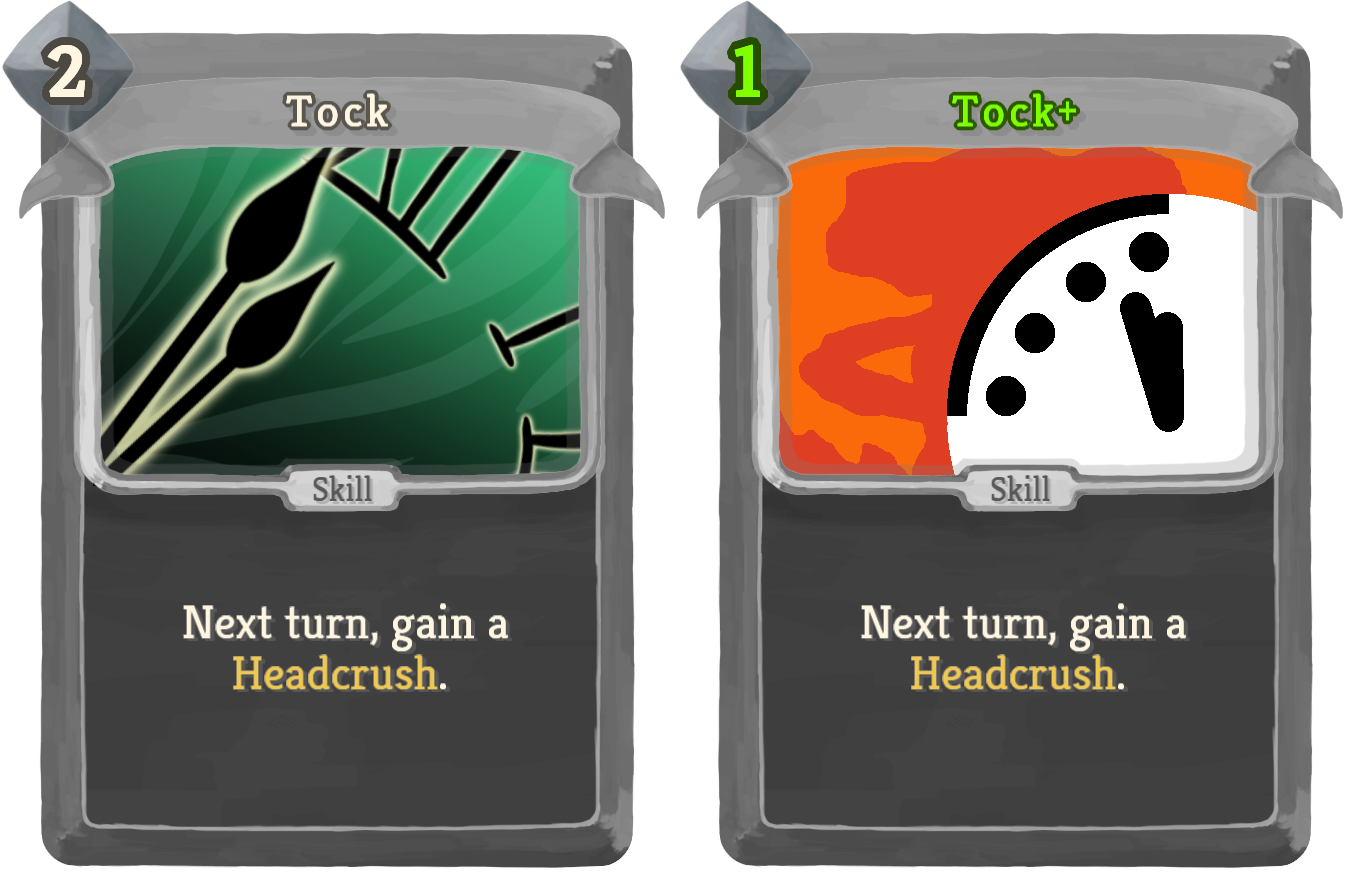 2
Tock
Skill
Next turn, gain a
Headcrush.
1
Tock+
Skill
Next turn, gain a
Headcrush.